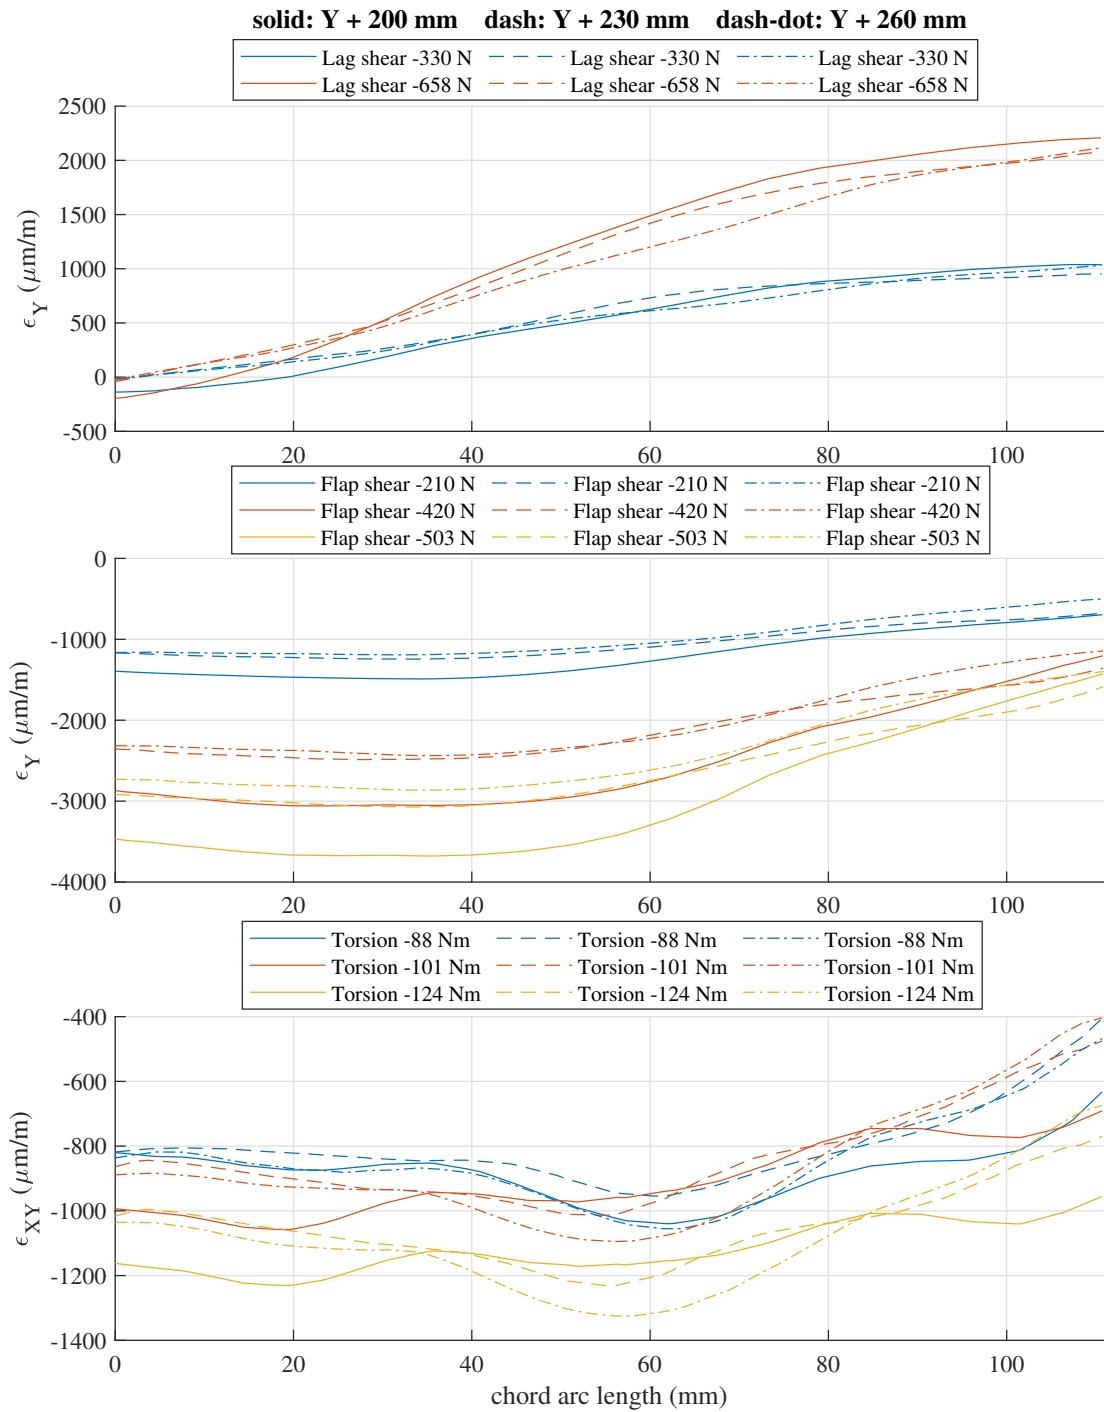 solid: Y + 200 mm dash: Y + 230 mm dash-dot: Y + 260 mm
Lag shear -330 N Lag shear -330 N Lag shear -330 N
Lag shear -658 N Lag shear -658 N Lag shear -658 N
2500
2000
1500
1000
500
0
-500
ϵY (μm/m)
0 20 40 60 80 100
Flap shear -210 N Flap shear -210 N Flap shear -210 N
Flap shear -420 N Flap shear -420 N Flap shear -420 N
Flap shear -503 N Flap shear -503 N Flap shear -503 N
0
-1000
-2000
-3000
-4000
ϵY (μm/m)
0 20 40 60 80 100
Torsion -88 Nm Torsion -88 Nm Torsion -88 Nm
Torsion -101 Nm Torsion -101 Nm Torsion -101 Nm
Torsion -124 Nm Torsion -124 Nm Torsion -124 Nm
-400
-600
-800
-1000
-1200
-1400
ϵXY (μm/m)
0 20 40 60 80 100
chord arc length (mm)